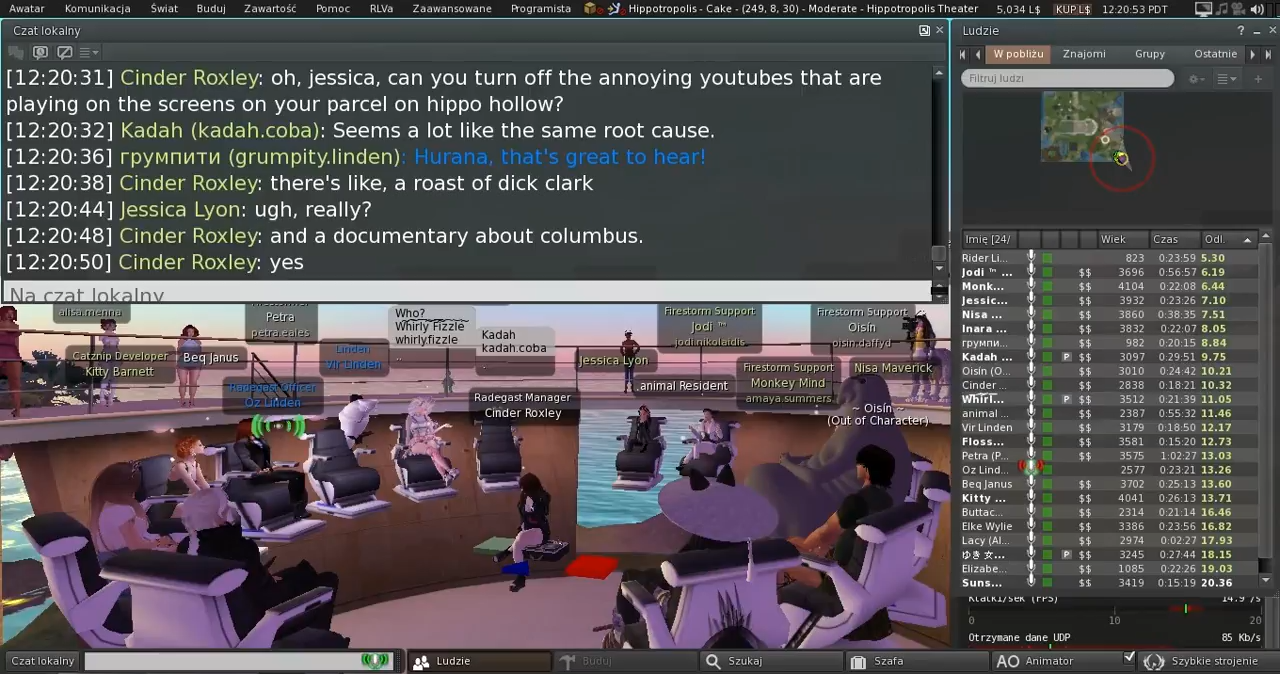 Awatar Komunikacja Świat Buduj Zawartość Pomoc RLVa Zaawansowane Programista Hippotropolis - Cake - (249, 8, 30) - Moderate - Hippotropolis Theater 5,034 L$ KUP L$ 12:20:53 PDT
Czat lokalny
[12:20:31] Cinder Roxley: oh, jessica, can you turn off the annoying youtubes that are
playing on the screens on your parcel on hippo hollow?
[12:20:32] Kadah (kadah.coba): Seems a lot like the same root cause.
[12:20:36] грумпити (grumpity.linden): Hurana, that's great to hear!
[12:20:38] Cinder Roxley: there's like, a roast of dick clark
[12:20:44] Jessica Lyon: ugh, really?
[12:20:48] Cinder Roxley: and a documentary about columbus.
[12:20:50] Cinder Roxley: yes
Na czat lokalny
alisa.menna
Petra
petra.eales
Who?
Whirly Fizzle
whirly.fizzle
..
Kadah
kadah.coba
..
Firestorm Support
Jodi ™
jodi.nikolaidis
Firestorm Support
Oisín
oisin.daffyd
Catznip Developer
Kitty Barnett
Beq Janus
Linden
Vir Linden
Jessica Lyon
Firestorm Support
Monkey Mind
amaya.summers
Nisa Maverick
Radegast Officer
Oz Linden
Radegast Manager
Cinder Roxley
.animal Resident
~ Oisín ~
(Out of Character)
Ludzie
? _ ×
W pobliżu Znajomi Grupy Ostatnie
Filtruj ludzi
Imię [24/ Wiek Czas Odl.
Rider Li... 823 0:23:59 5.30
Jodi ™ ... $$ 3696 0:56:57 6.19
Monk... $$ 4104 0:22:08 6.44
Jessic... $$ 3932 0:23:26 7.10
Nisa ... $$ 3860 0:38:35 7.51
Inara ... $$ 3832 0:22:07 8.05
грумпи... $$ 982 0:20:15 8.84
Kadah ... P $$ 3097 0:29:51 9.75
Oisín (O... $$ 3010 0:24:42 10.21
Cinder ... $$ 2838 0:18:21 10.32
Whirl... P $$ 3512 0:21:39 11.05
animal ... $$ 2387 0:55:32 11.46
Vir Linden $$ 3179 0:18:50 12.17
Floss... $$ 3581 0:15:20 12.73
Petra (P... $$ 3575 1:02:27 13.03
Oz Lind... 2577 0:23:21 13.26
Beq Janus $$ 3702 0:25:13 13.60
Kitty ... $$ 4041 0:26:13 13.71
Buttac... $$ 2314 0:21:14 16.46
Elke Wylie $$ 3386 0:23:56 16.82
Lacy (Al... $$ 2974 0:02:27 17.93
ゆき 女... P $$ 3245 0:27:44 18.15
Elizabe... $$ 1085 0:22:26 19.03
Suns... $$ 3419 0:15:19 20.36
Klatki/sek (FPS) 14.9 /s
0 10 20
Otrzymane dane UDP 85 Kb/s
Czat lokalny Ludzie Buduj Szukaj Szafa AO Animator Szybkie strojenie